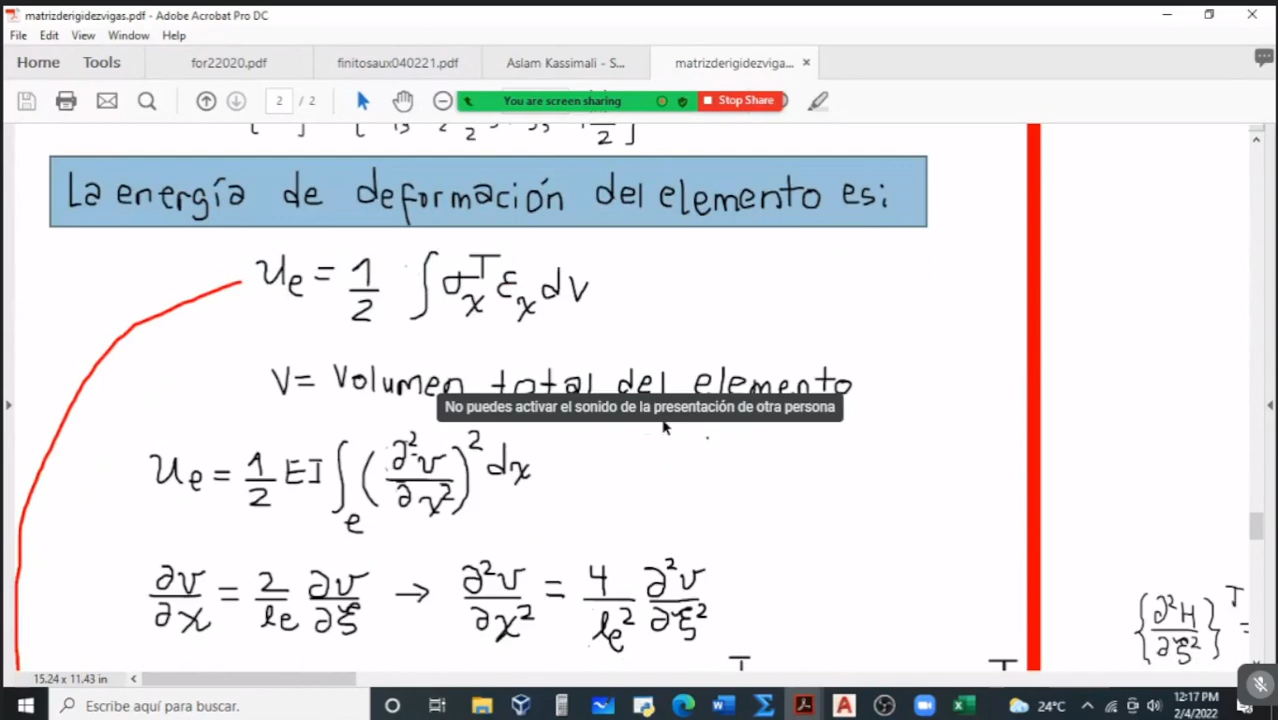 matrizderigidezvigas.pdf - Adobe Acrobat Pro DC
File Edit View Window Help
Home Tools for22020.pdf finitosaux040221.pdf Aslam Kassimali - S... matrizderigidezviga... ×
2 / 2 You are screen sharing Stop Share
La energía de deformación del elemento es:
Ue = 1/2 ∫ σx^T εx dv
V = Volumen total del elemento
No puedes activar el sonido de la presentación de otra persona
Ue = 1/2 EI ∫e (∂²v/∂x²)² dx
∂v/∂x = 2/le ∂v/∂ξ → ∂²v/∂x² = 4/le² ∂²v/∂ξ²
{∂²H/∂ξ²}^T =
15.24 x 11.43 in
Escribe aquí para buscar. 24°C 12:17 PM
2/4/2022